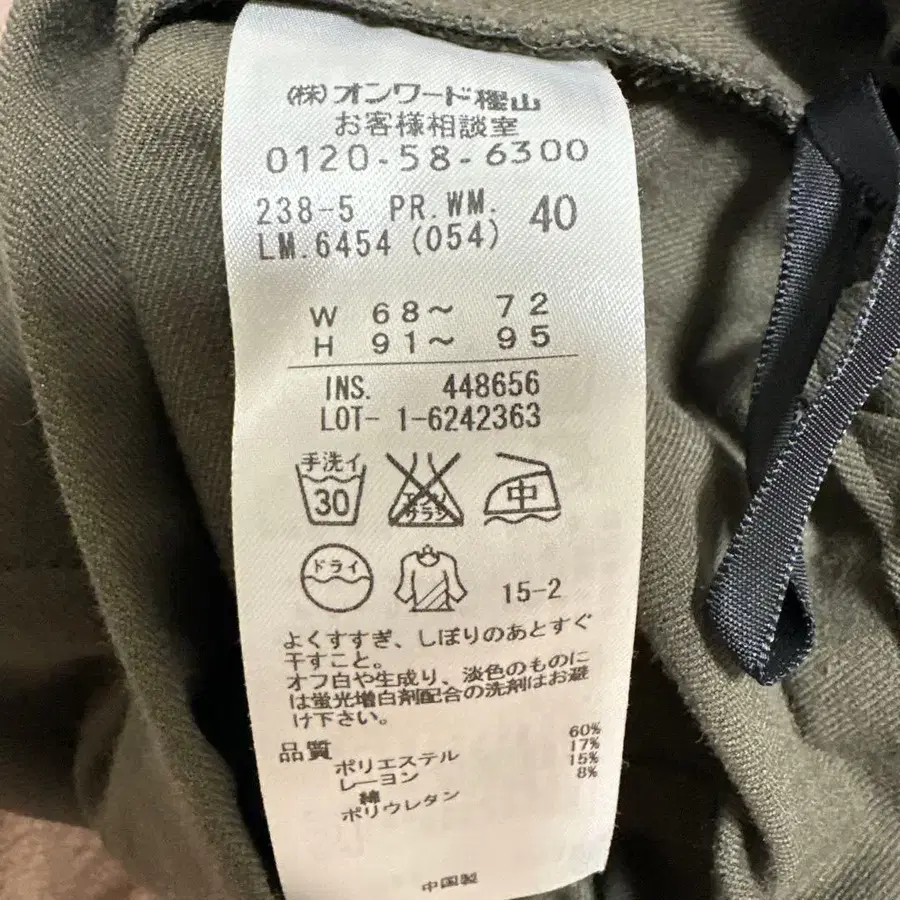 (株)オンワード樫山
お客様相談室
0120-58-6300
238-5 PR.WM. 40
LM.6454 (054)
W 68～ 72
H 91～ 95
INS. 448656
LOT- 1-6242363
手洗イ
30
エンソ
サラシ
中
ドライ
15-2
よくすすぎ、しぼりのあとすぐ
干すこと。
オフ白や生成り、淡色のものに
は蛍光増白剤配合の洗剤はお避
け下さい。
品質
ポリエステル 60%
レーヨン 17%
綿 15%
ポリウレタン 8%
中国製